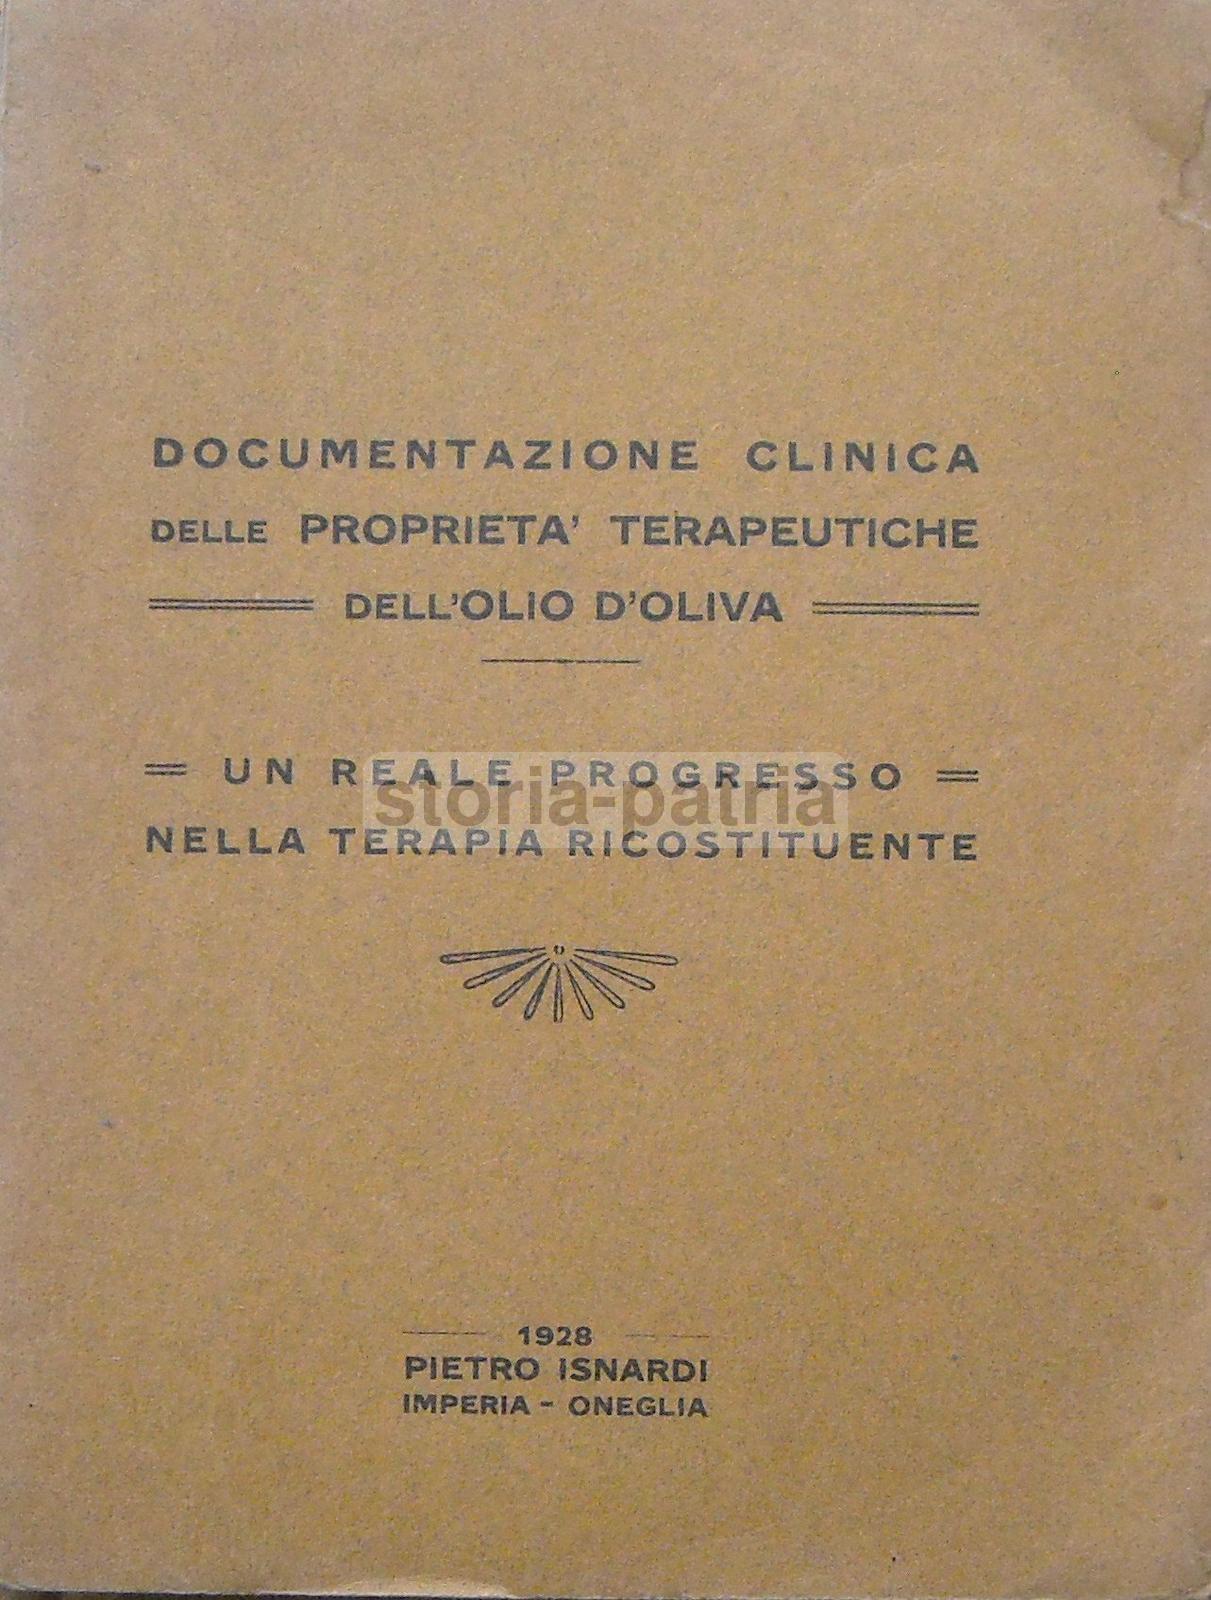 DOCUMENTAZIONE CLINICA
DELLE PROPRIETA' TERAPEUTICHE
DELL'OLIO D'OLIVA
UN REALE PROGRESSO
storia-patria
NELLA TERAPIA RICOSTITUENTE
1928
PIETRO ISNARDI
IMPERIA - ONEGLIA